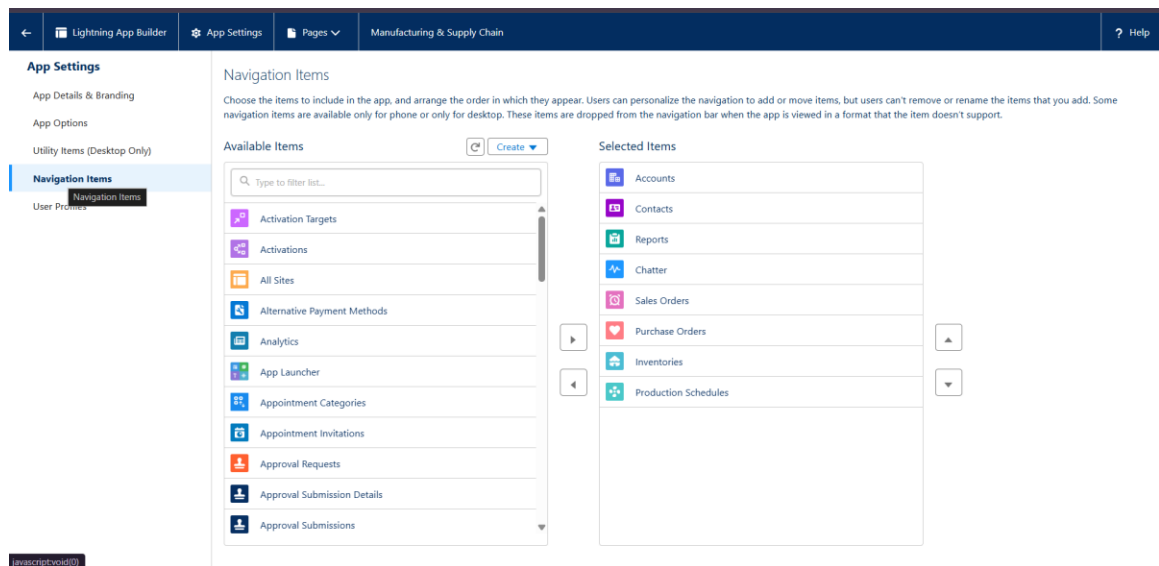 Lightning App Builder
App Settings
Pages
Manufacturing & Supply Chain
? Help
App Settings
App Details & Branding
App Options
Utility Items (Desktop Only)
Navigation Items
Navigation Items
User Profiles
Navigation Items
Choose the items to include in the app, and arrange the order in which they appear. Users can personalize the navigation to add or move items, but users can't remove or rename the items that you add. Some
navigation items are available only for phone or only for desktop. These items are dropped from the navigation bar when the app is viewed in a format that the item doesn't support.
Available Items
Create
Type to filter list...
Activation Targets
Activations
All Sites
Alternative Payment Methods
Analytics
App Launcher
Appointment Categories
Appointment Invitations
Approval Requests
Approval Submission Details
Approval Submissions
Selected Items
Accounts
Contacts
Reports
Chatter
Sales Orders
Purchase Orders
Inventories
Production Schedules
javascript:void(0)